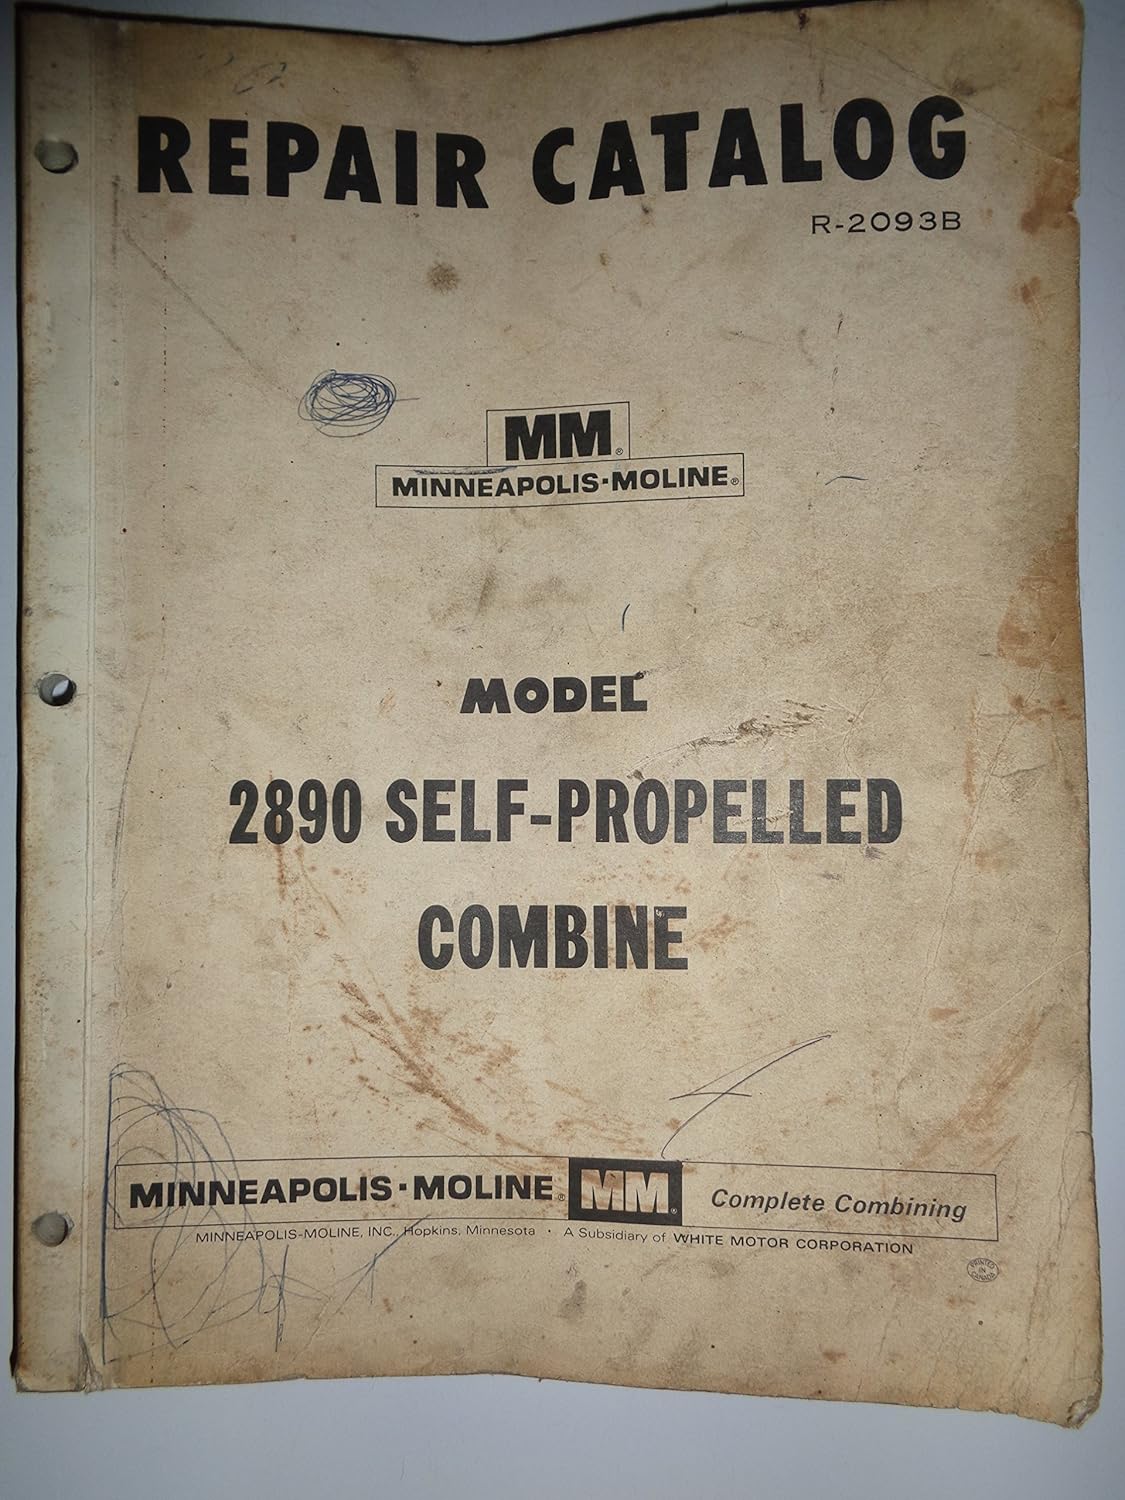 REPAIR CATALOG
R-2093B
MM®
MINNEAPOLIS-MOLINE®
MODEL
2890 SELF-PROPELLED
COMBINE
MINNEAPOLIS-MOLINE® MM® Complete Combining
MINNEAPOLIS-MOLINE, INC., Hopkins, Minnesota · A Subsidiary of WHITE MOTOR CORPORATION
PRINTED
IN
CANADA